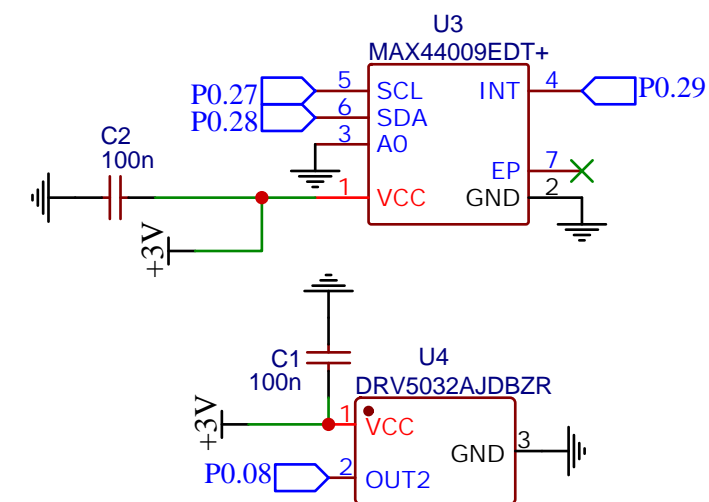 U3
MAX44009EDT+
P0.27 5 SCL INT 4 P0.29
P0.28 6 SDA
3 A0
C2
100n
EP 7
1 VCC GND 2
+3V
C1
100n
U4
DRV5032AJDBZR
+3V
1 VCC
GND 3
P0.08 2 OUT2